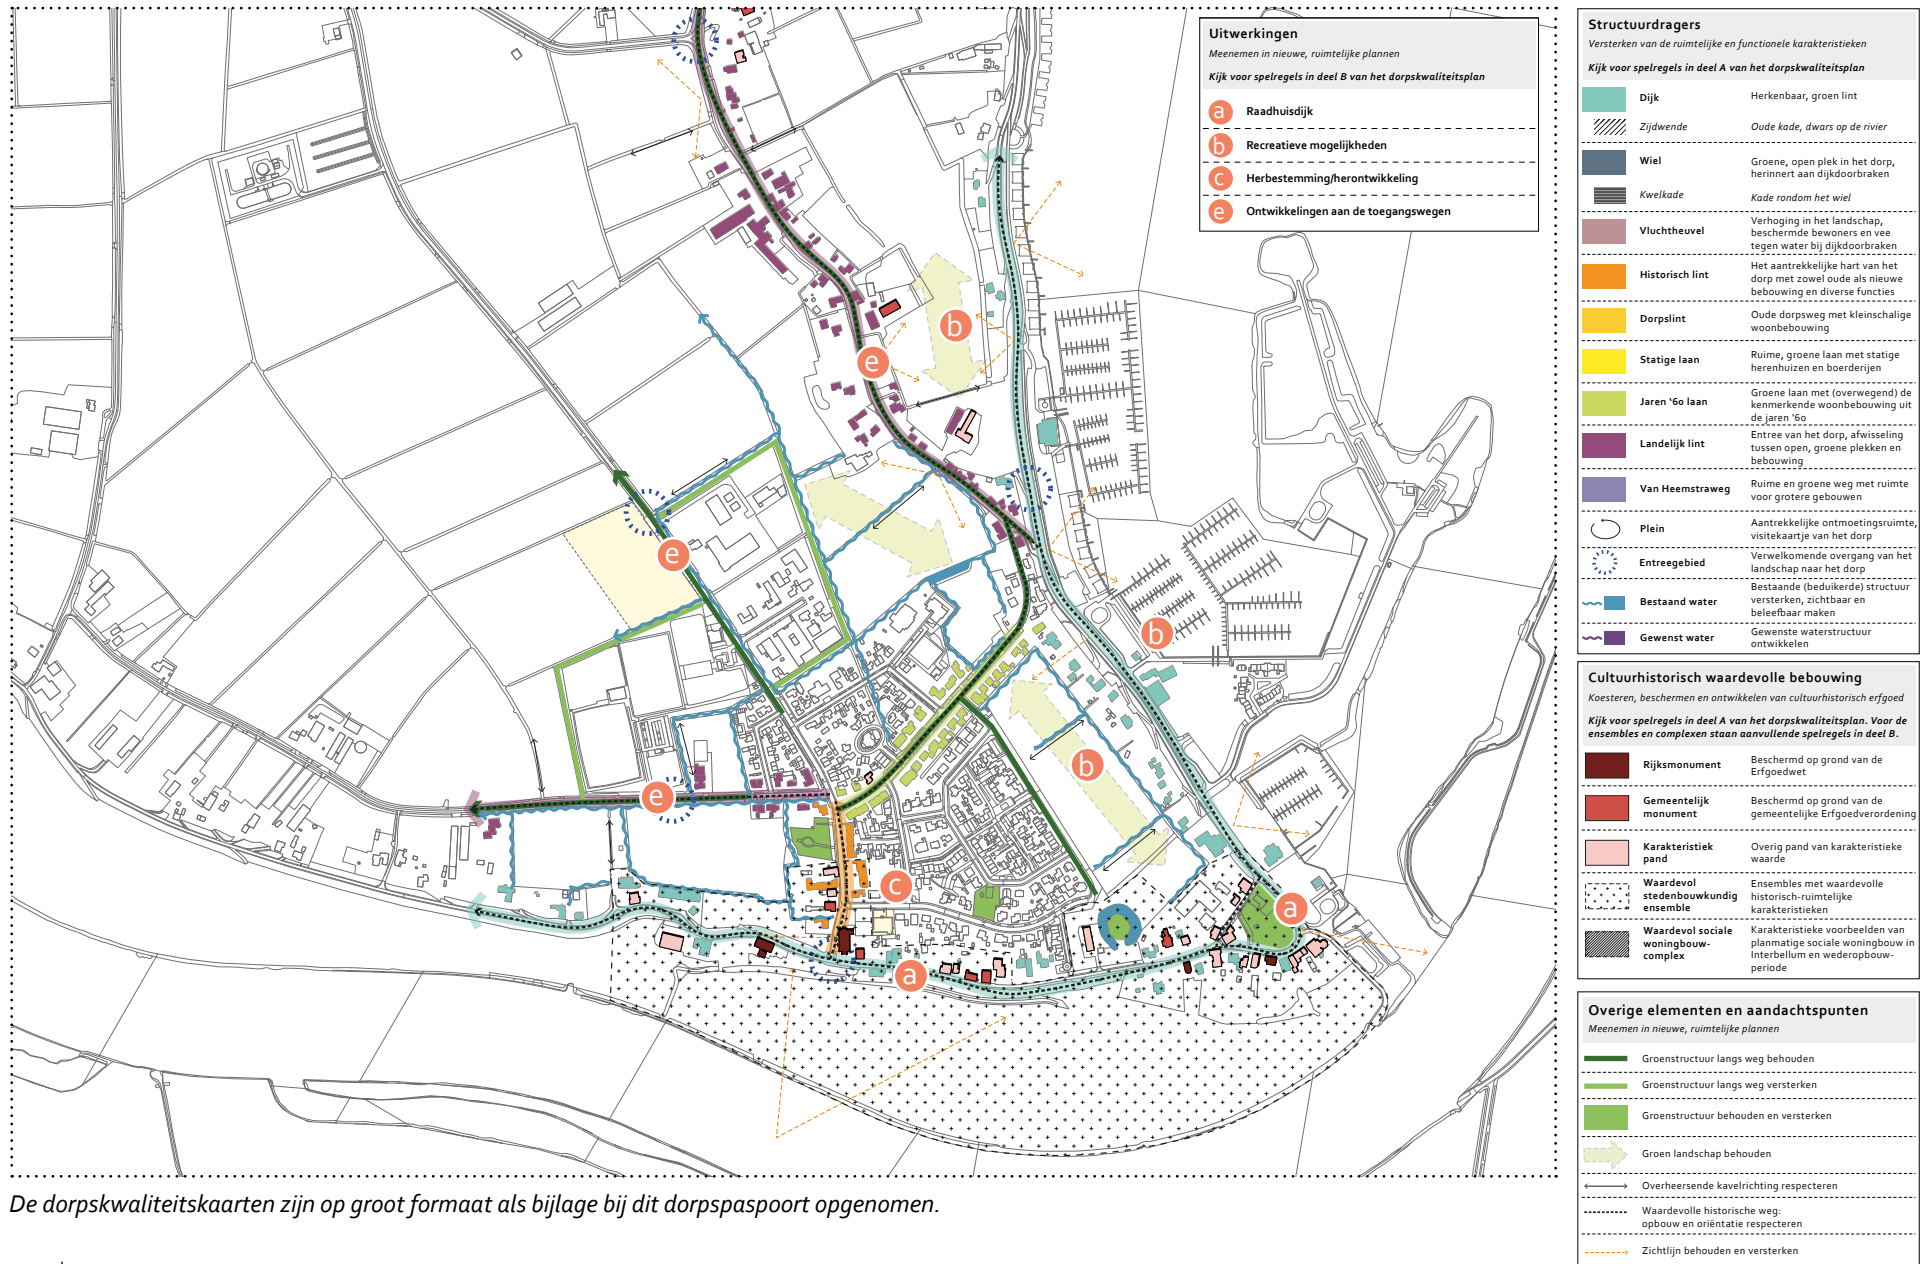 Uitwerkingen
Meenemen in nieuwe, ruimtelijke plannen
Kijk voor spelregels in deel B van het dorpskwaliteitsplan
a Raadhuisdijk
b Recreatieve mogelijkheden
c Herbestemming/herontwikkeling
e Ontwikkelingen aan de toegangswegen
b
e
e
b
b
e
c
a
a
De dorpskwaliteitskaarten zijn op groot formaat als bijlage bij dit dorpspaspoort opgenomen.
Structuurdragers
Versterken van de ruimtelijke en functionele karakteristieken
Kijk voor spelregels in deel A van het dorpskwaliteitsplan
Dijk Herkenbaar, groen lint
Zijdwende Oude kade, dwars op de rivier
Wiel Groene, open plek in het dorp,
herinnert aan dijkdoorbraken
Kwelkade Kade rondom het wiel
Vluchtheuvel Verhoging in het landschap,
beschermde bewoners en vee
tegen water bij dijkdoorbraken
Historisch lint Het aantrekkelijke hart van het
dorp met zowel oude als nieuwe
bebouwing en diverse functies
Dorpslint Oude dorpsweg met kleinschalige
woonbebouwing
Statige laan Ruime, groene laan met statige
herenhuizen en boerderijen
Jaren ‘60 laan Groene laan met (overwegend) de
kenmerkende woonbebouwing uit
de jaren ‘60
Landelijk lint Entree van het dorp, afwisseling
tussen open, groene plekken en
bebouwing
Van Heemstraweg Ruime en groene weg met ruimte
voor grotere gebouwen
Plein Aantrekkelijke ontmoetingsruimte,
visitekaartje van het dorp
Entreegebied Verwelkomende overgang van het
landschap naar het dorp
Bestaand water Bestaande (beduikerde) structuur
versterken, zichtbaar en
beleefbaar maken
Gewenst water Gewenste waterstructuur
ontwikkelen
Cultuurhistorisch waardevolle bebouwing
Koesteren, beschermen en ontwikkelen van cultuurhistorisch erfgoed
Kijk voor spelregels in deel A van het dorpskwaliteitsplan. Voor de
ensembles en complexen staan aanvullende spelregels in deel B.
Rijksmonument Beschermd op grond van de
Erfgoedwet
Gemeentelijk monument Beschermd op grond van de
gemeentelijke Erfgoedverordening
Karakteristiek pand Overig pand van karakteristieke
waarde
Waardevol stedenbouwkundig ensemble Ensembles met waardevolle
historisch-ruimtelijke
karakteristieken
Waardevol sociale woningbouw-complex Karakteristieke voorbeelden van
planmatige sociale woningbouw in
Interbellum en wederopbouw-
periode
Overige elementen en aandachtspunten
Meenemen in nieuwe, ruimtelijke plannen
Groenstructuur langs weg behouden
Groenstructuur langs weg versterken
Groenstructuur behouden en versterken
Groen landschap behouden
Overheersende kavelrichting respecteren
Waardevolle historische weg:
opbouw en oriëntatie respecteren
Zichtlijn behouden en versterken